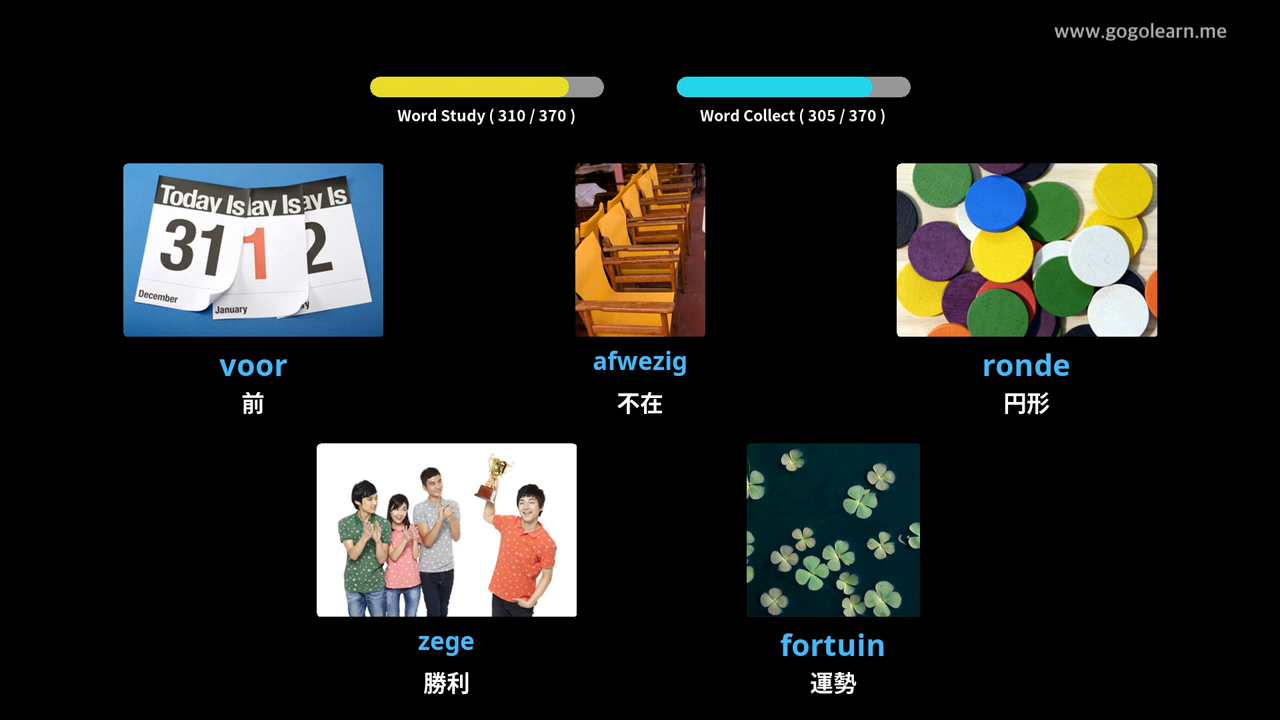 www.gogolearn.me
Word Study ( 310 / 370 )
Word Collect ( 305 / 370 )
Today Is
ay Is
ay Is
31
1
2
December
January
voor
前
afwezig
不在
ronde
円形
zege
勝利
fortuin
運勢